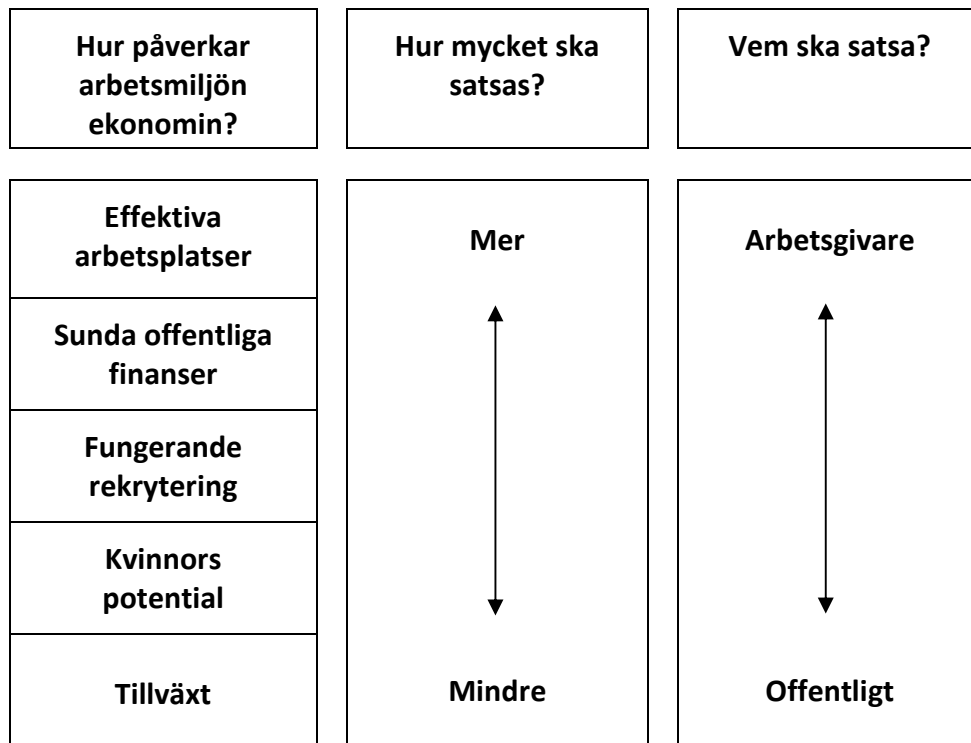 Hur påverkar
arbetsmiljön
ekonomin?
Hur mycket ska
satsas?
Vem ska satsa?
Effektiva
arbetsplatser
Sunda offentliga
finanser
Fungerande
rekrytering
Kvinnors
potential
Tillväxt
Mer
Mindre
Arbetsgivare
Offentligt